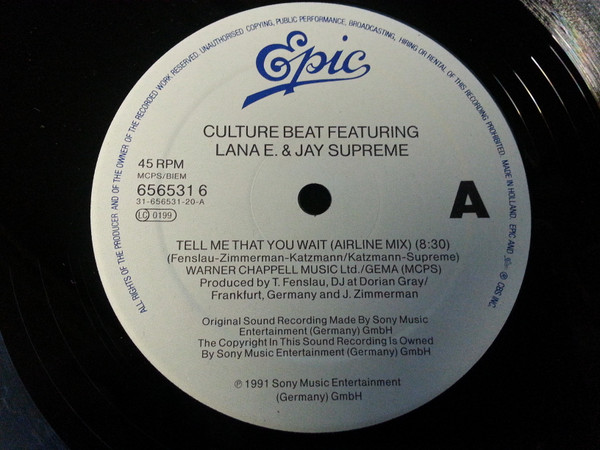 ALL RIGHTS OF THE PRODUCER AND OF THE OWNER OF THE RECORDED WORK RESERVED. UNAUTHORISED COPYING, PUBLIC PERFORMANCE, BROADCASTING, HIRING OR RENTAL OF THIS RECORDING PROHIBITED. MADE IN HOLLAND. EPIC AND ® CBS INC.
Epic
CULTURE BEAT FEATURING
LANA E. & JAY SUPREME
45 RPM
MCPS/BIEM
656531 6
31-656531-20-A
LC 0199
A
TELL ME THAT YOU WAIT (AIRLINE MIX) (8:30)
(Fenslau-Zimmerman-Katzmann/Katzmann-Supreme)
WARNER CHAPPELL MUSIC Ltd./GEMA (MCPS)
Produced by T. Fenslau, DJ at Dorian Gray/
Frankfurt, Germany and J. Zimmerman
Original Sound Recording Made By Sony Music
Entertainment (Germany) GmbH
The Copyright In This Sound Recording Is Owned
By Sony Music Entertainment (Germany) GmbH
℗ 1991 Sony Music Entertainment
(Germany) GmbH